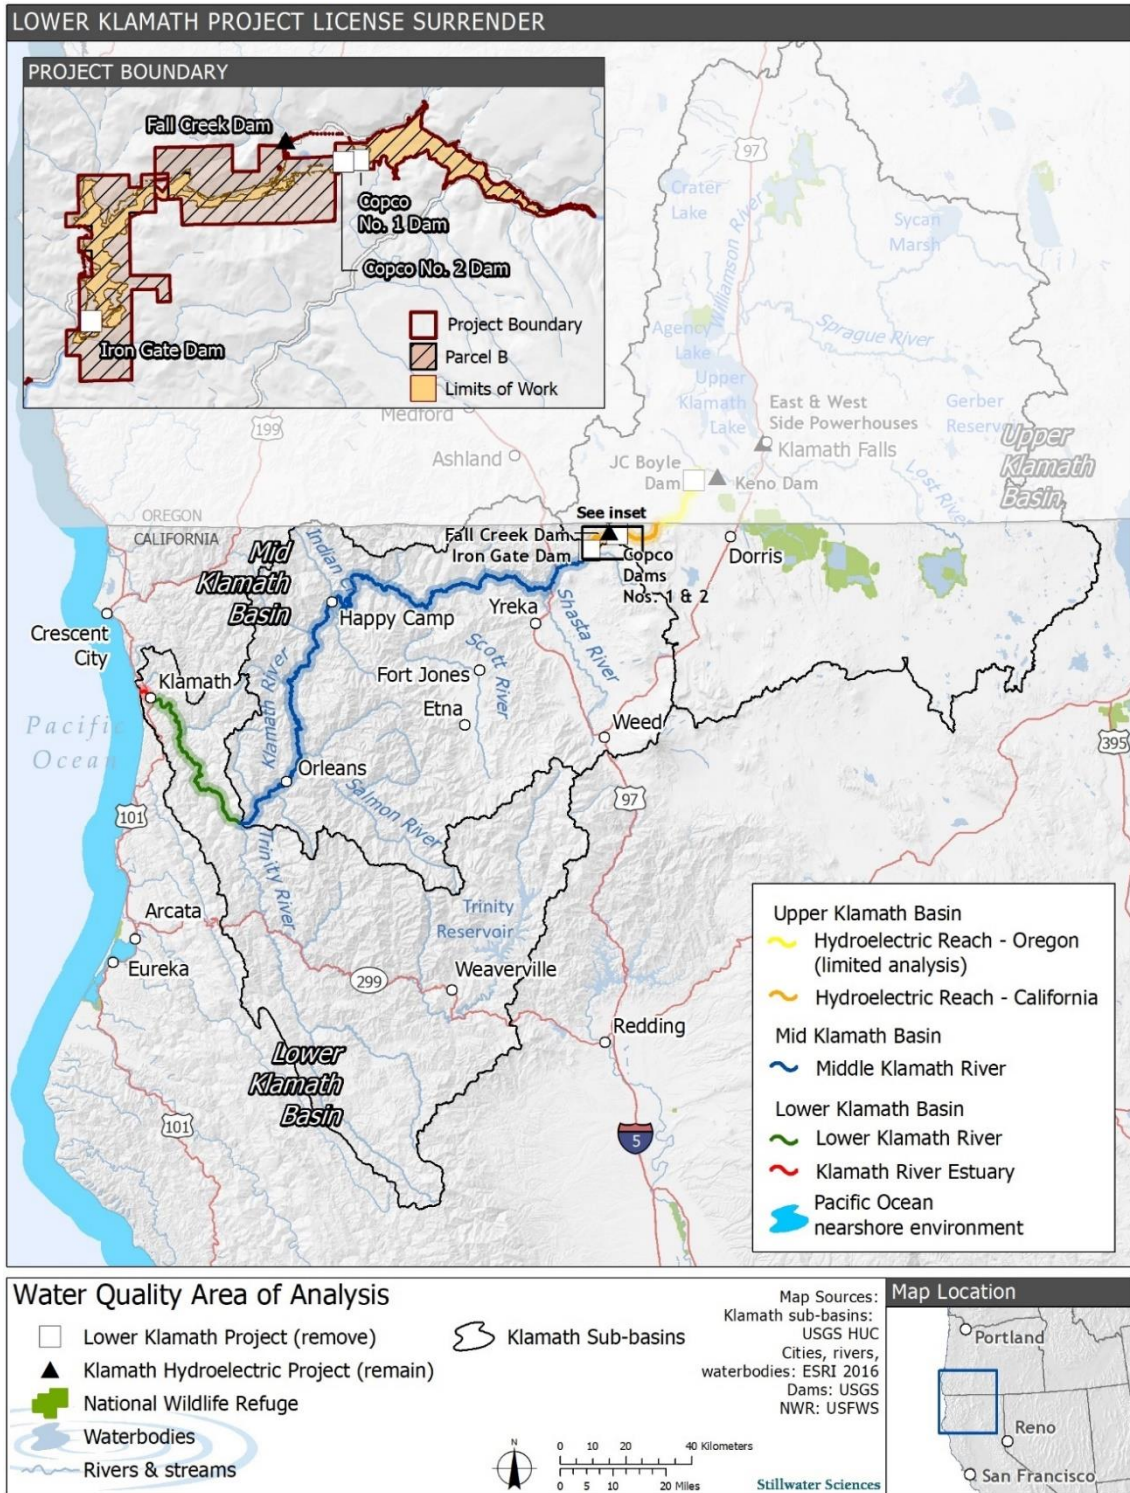 LOWER KLAMATH PROJECT LICENSE SURRENDER
PROJECT BOUNDARY
Fall Creek Dam
Copco
No. 1 Dam
Copco No. 2 Dam
Iron Gate Dam
Project Boundary
Parcel B
Limits of Work
97
Crater
Lake
Williamson River
Sycan
Marsh
Agency
Lake
Sprague River
Upper
Klamath
Lake
East & West
Side Powerhouses
Gerber
Reservoir
Medford
199
Ashland
Klamath Falls
JC Boyle
Dam
Keno Dam
Lost River
Upper
Klamath
Basin
OREGON
CALIFORNIA
See inset
Fall Creek Dam
Iron Gate Dam
Copco
Dams
Nos. 1 & 2
Dorris
Mid
Klamath
Basin
Indian
Happy Camp
Yreka
Shasta River
Crescent
City
Scott River
Fort Jones
Klamath
Klamath River
Etna
Weed
Pacific
Ocean
395
Orleans
Salmon River
97
101
Trinity River
Arcata
Trinity
Reservoir
Eureka
299
Weaverville
Redding
Lower
Klamath
Basin
101
5
Upper Klamath Basin
Hydroelectric Reach - Oregon
(limited analysis)
Hydroelectric Reach - California
Mid Klamath Basin
Middle Klamath River
Lower Klamath Basin
Lower Klamath River
Klamath River Estuary
Pacific Ocean
nearshore environment
Water Quality Area of Analysis
Lower Klamath Project (remove)
Klamath Hydroelectric Project (remain)
National Wildlife Refuge
Waterbodies
Rivers & streams
Klamath Sub-basins
N
0 10 20 40 Kilometers
0 5 10 20 Miles
Map Sources:
Klamath sub-basins:
USGS HUC
Cities, rivers,
waterbodies: ESRI 2016
Dams: USGS
NWR: USFWS
Stillwater Sciences
Map Location
Portland
Reno
San Francisco